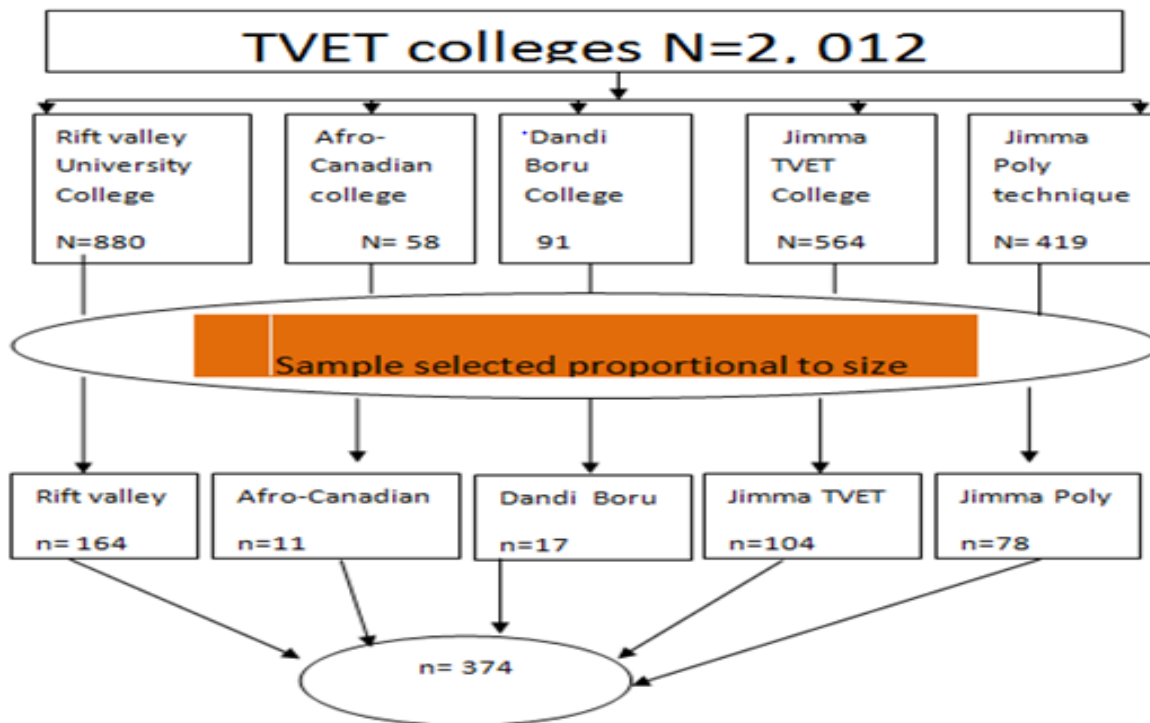 TVET colleges N=2, 012
Rift valley
University
College
N=880
Afro-
Canadian
college
N= 58
'Dandi
Boru
College
91
Jimma
TVET
College
N=564
Jimma
Poly
technique
N= 419
Sample selected proportional to size
Rift valley
n= 164
Afro-Canadian
n=11
Dandi Boru
n=17
Jimma TVET
n=104
Jimma Poly
n=78
n= 374